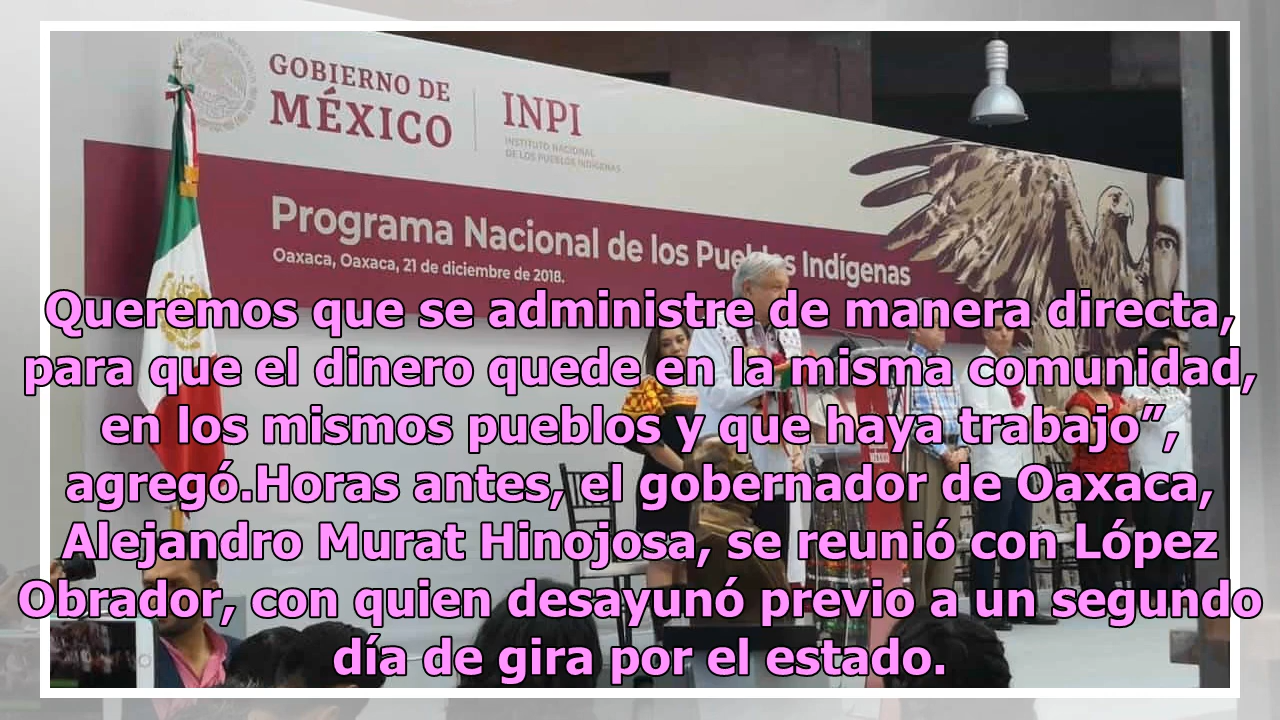 GOBIERNO DE
MÉXICO
INPI
INSTITUTO NACIONAL
DE LOS PUEBLOS INDÍGENAS
Programa Nacional de los Pueblos Indígenas
Oaxaca, Oaxaca, 21 de diciembre de 2018.
Queremos que se administre de manera directa,
para que el dinero quede en la misma comunidad,
en los mismos pueblos y que haya trabajo”,
agregó.Horas antes, el gobernador de Oaxaca,
Alejandro Murat Hinojosa, se reunió con López
Obrador, con quien desayunó previo a un segundo
día de gira por el estado.